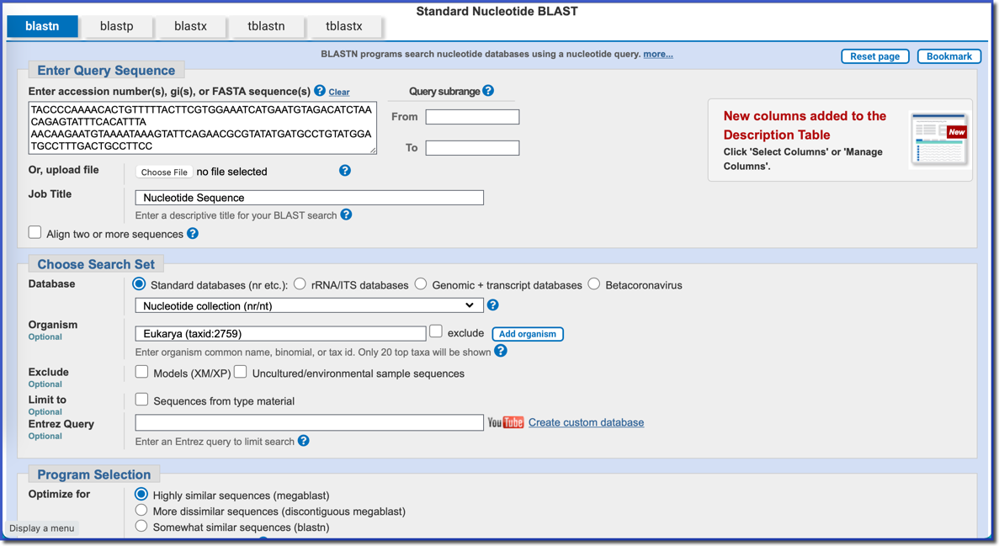 Standard Nucleotide BLAST
blastn blastp blastx tblastn tblastx
BLASTN programs search nucleotide databases using a nucleotide query. more...
Reset page Bookmark
Enter Query Sequence
Enter accession number(s), gi(s), or FASTA sequence(s) ? Clear
TACCCCAAAACACTGTTTTTACTTCGTGGAAATCATGAATGTAGACATCTAA
CAGAGTATTTCACATTTA
AACAAGAATGTAAAATAAAGTATTCAGAACGCGTATATGATGCCTGTATGGA
TGCCTTTGACTGCCTTCC
Query subrange ?
From
To
New columns added to the
Description Table
Click 'Select Columns' or 'Manage
Columns'.
New
Or, upload file Choose File no file selected ?
Job Title Nucleotide Sequence
Enter a descriptive title for your BLAST search ?
Align two or more sequences ?
Choose Search Set
Database Standard databases (nr etc.): rRNA/ITS databases Genomic + transcript databases Betacoronavirus
Nucleotide collection (nr/nt) ?
Organism
Optional
Eukarya (taxid:2759) exclude Add organism
Enter organism common name, binomial, or tax id. Only 20 top taxa will be shown ?
Exclude
Optional
Models (XM/XP) Uncultured/environmental sample sequences
Limit to
Optional
Sequences from type material
Entrez Query
Optional
YouTube Create custom database
Enter an Entrez query to limit search ?
Program Selection
Optimize for Highly similar sequences (megablast)
More dissimilar sequences (discontiguous megablast)
Somewhat similar sequences (blastn)
Display a menu